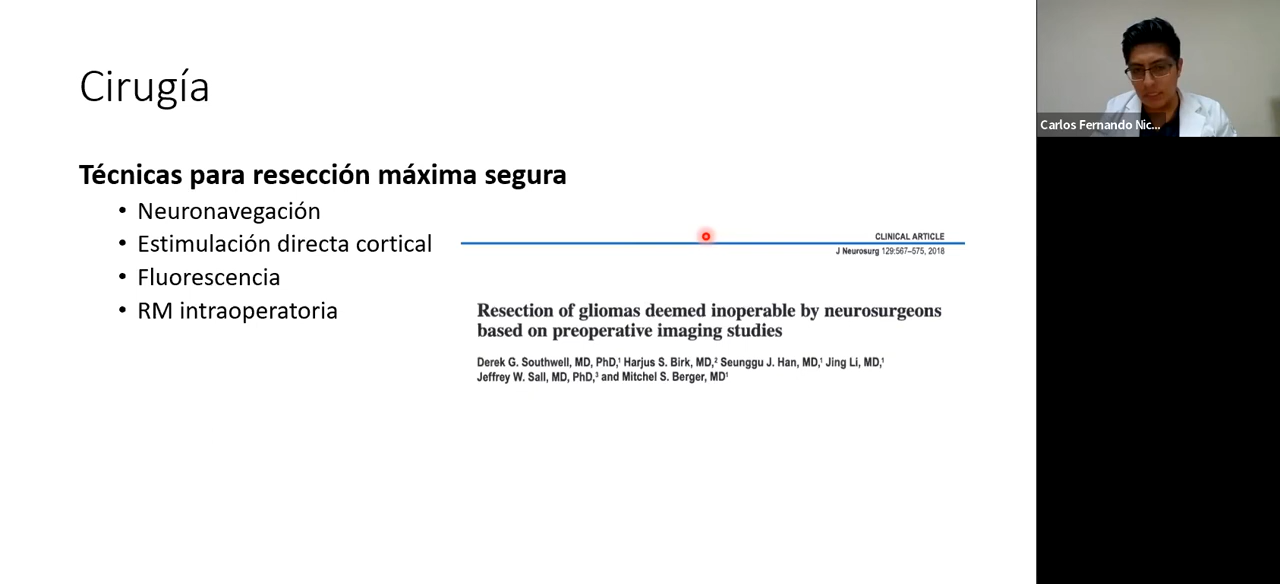 Cirugía
Técnicas para resección máxima segura
• Neuronavegación
• Estimulación directa cortical
• Fluorescencia
• RM intraoperatoria
CLINICAL ARTICLE
J Neurosurg 129:567–575, 2018
Resection of gliomas deemed inoperable by neurosurgeons
based on preoperative imaging studies
Derek G. Southwell, MD, PhD,¹ Harjus S. Birk, MD,² Seunggu J. Han, MD,¹ Jing Li, MD,¹
Jeffrey W. Sall, MD, PhD,³ and Mitchel S. Berger, MD¹
Carlos Fernando Nic...